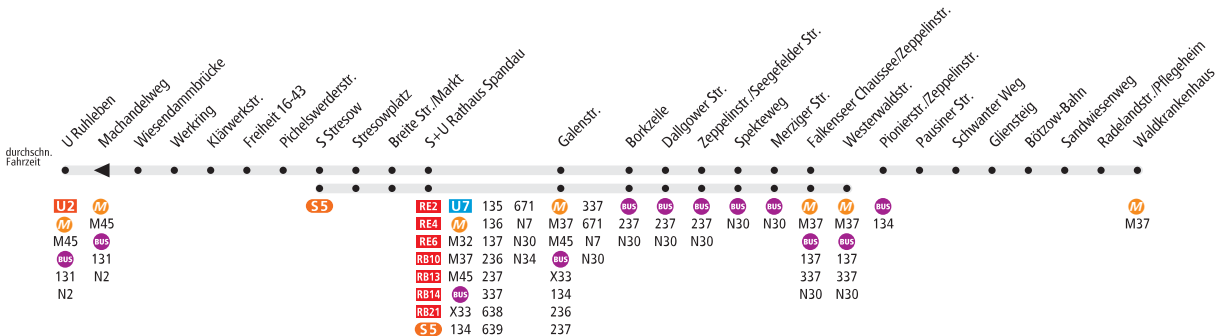 durchschn.
Fahrzeit
U Ruhleben
Machandelweg
Wiesendammbrücke
Werkring
Klärwerkstr.
Freiheit 16-43
Pichelswerderstr.
S Stresow
Stresowplatz
Breite Str./Markt
S+U Rathaus Spandau
Galenstr.
Borkzeile
Dallgower Str.
Zeppelinstr./Seegefelder Str.
Spekteweg
Merziger Str.
Falkenseer Chaussee/Zeppelinstr.
Westerwaldstr.
Pionierstr./Zeppelinstr.
Pausiner Str.
Schwanter Weg
Gliensteig
Bötzow-Bahn
Sandwiesenweg
Radelandstr./Pflegeheim
Waldkrankenhaus
U2 M S5 RE2 U7 135 671 M 337 BUS BUS BUS BUS BUS M M BUS M
M M45 RE4 M 136 N7 M37 671 237 237 237 N30 N30 M37 M37 134 M37
M45 BUS RE6 M32 137 N30 M45 N7 N30 N30 N30 BUS BUS
BUS 131 RB10 M37 236 N34 BUS N30 137 137
131 N2 RB13 M45 237 X33 337 337
N2 RB14 BUS 337 134 N30 N30
RB21 X33 638 236
S5 134 639 237